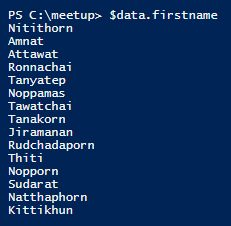 PS C:\meetup> $data.firstname
Nitithorn
Amnat
Attawat
Ronnachai
Tanyatep
Noppamas
Tawatchai
Tanakorn
Jiramanan
Rudchadaporn
Thiti
Nopporn
Sudarat
Natthaphorn
Kittikhun